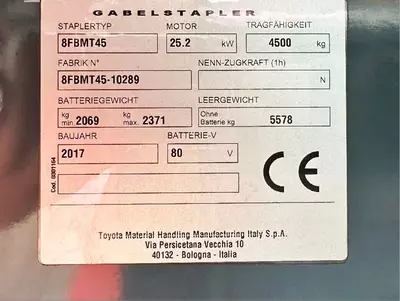 GABELSTAPLER
STAPLERTYP MOTOR TRAGFÄHIGKEIT
8FBMT45 25.2 kW 4500 kg
FABRIK N° NENN-ZUGKRAFT (1h)
8FBMT45-10289 N
BATTERIEGEWICHT LEERGEWICHT
kg min. 2069 kg max. 2371 Ohne Batterie kg 5578
BAUJAHR BATTERIE-V
2017 80 V CE
Cod. 00D1164
Toyota Material Handling Manufacturing Italy S.p.A.
Via Persicetana Vecchia 10
40132 - Bologna - Italia